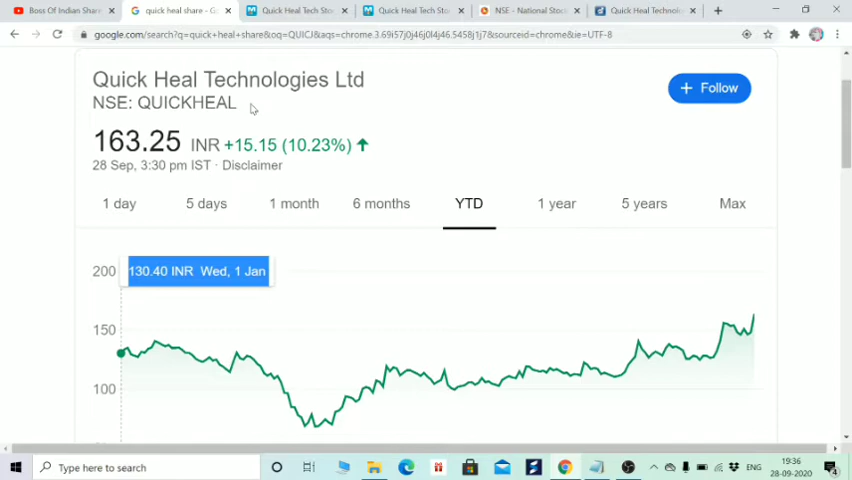 Boss Of Indian Shar
quick heal share - Go
Quick Heal Tech Sto
Quick Heal Tech Sto
NSE - National Stoc
Quick Heal Technolo
google.com/search?q=quick+heal+share&oq=QUICJ&aqs=chrome.3.69i57j0j46j0l4j46.5458j1j7&sourceid=chrome&ie=UTF-8
Quick Heal Technologies Ltd
NSE: QUICKHEAL
+ Follow
163.25 INR +15.15 (10.23%)
28 Sep, 3:30 pm IST · Disclaimer
1 day 5 days 1 month 6 months YTD 1 year 5 years Max
200
130.40 INR Wed, 1 Jan
150
100
Type here to search
ENG
19:36
28-09-2020
4